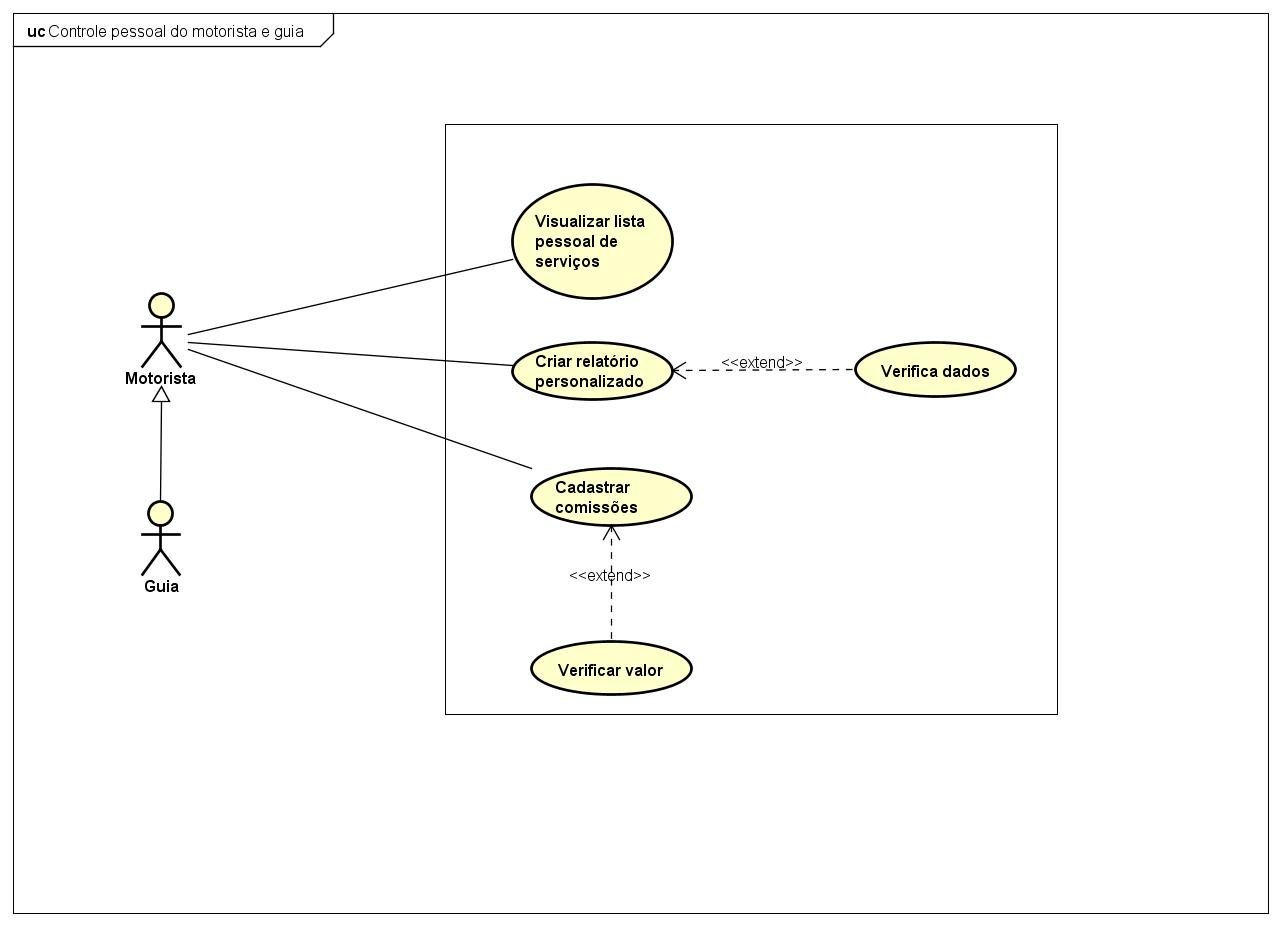 uc Controle pessoal do motorista e guia
Visualizar lista
pessoal de
serviços
Motorista
Criar relatório
personalizado
<<extend>>
Verifica dados
Cadastrar
comissões
<<extend>>
Guia
Verificar valor